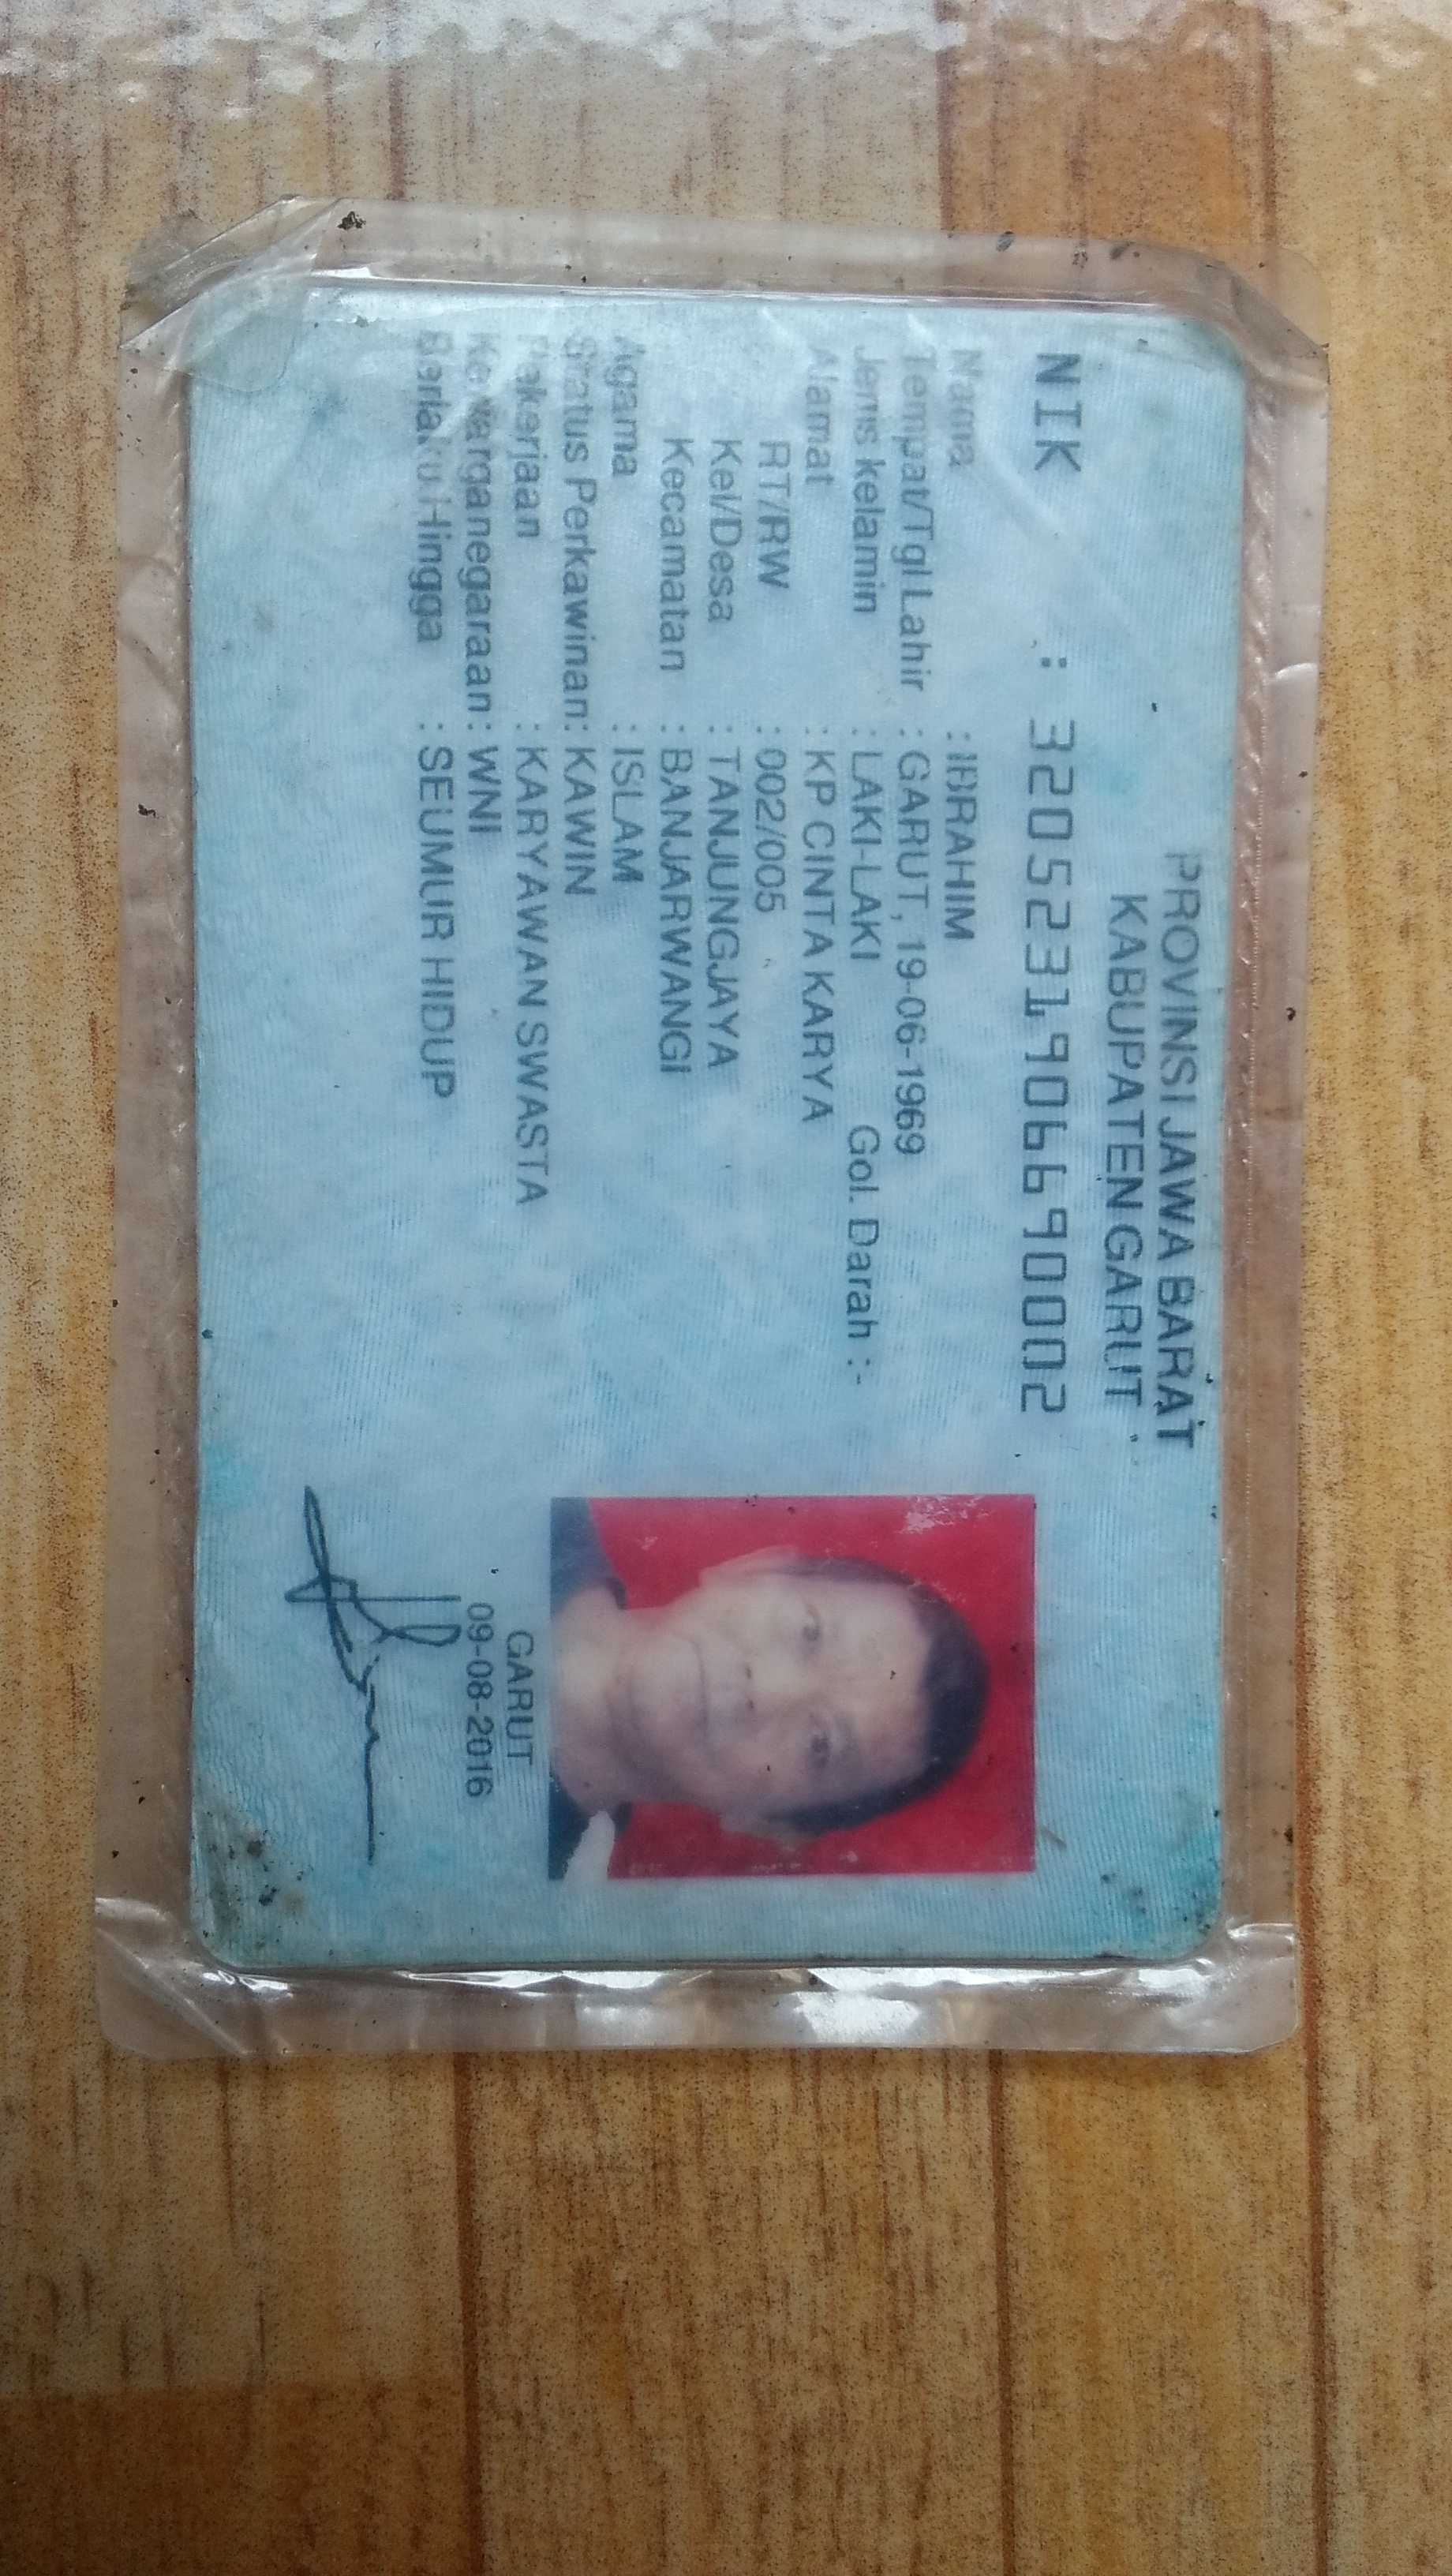 PROVINSI JAWA BARAT
KABUPATEN GARUT
NIK : 3205231906690002
Nama : IBRAHIM
Tempat/Tgl Lahir : GARUT, 19-06-1969
Jenis kelamin : LAKI-LAKI Gol. Darah : -
Alamat : KP CINTA KARYA
RT/RW : 002/005
Kel/Desa : TANJUNGJAYA
Kecamatan : BANJARWANGI
Agama : ISLAM
Status Perkawinan: KAWIN
Pekerjaan : KARYAWAN SWASTA
Kewarganegaraan: WNI
Berlaku Hingga : SEUMUR HIDUP
GARUT
09-08-2016